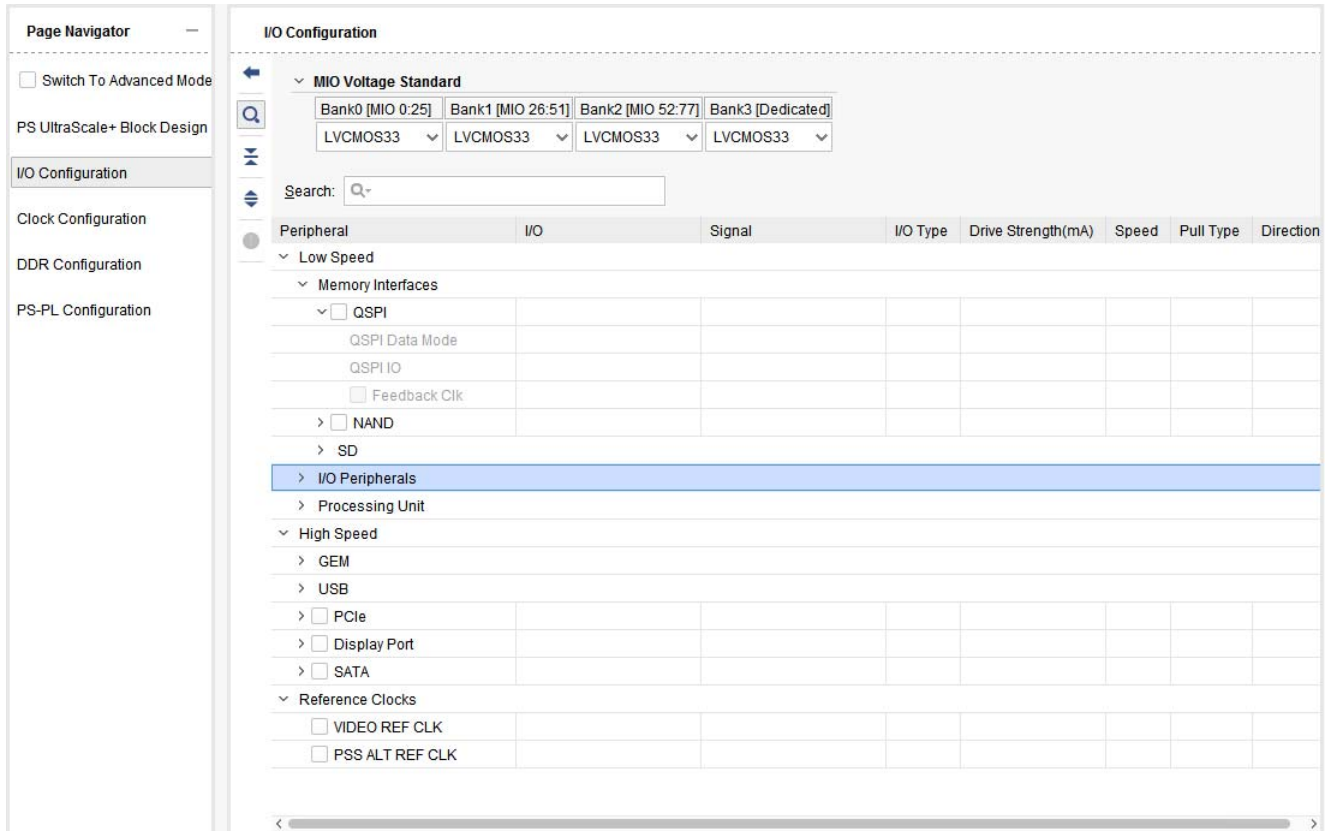 Page Navigator
Switch To Advanced Mode
PS UltraScale+ Block Design
I/O Configuration
Clock Configuration
DDR Configuration
PS-PL Configuration
I/O Configuration
MIO Voltage Standard
Bank0 [MIO 0:25] Bank1 [MIO 26:51] Bank2 [MIO 52:77] Bank3 [Dedicated]
LVCMOS33 LVCMOS33 LVCMOS33 LVCMOS33
Search:
Peripheral I/O Signal I/O Type Drive Strength(mA) Speed Pull Type Direction
Low Speed
Memory Interfaces
QSPI
QSPI Data Mode
QSPI IO
Feedback Clk
NAND
SD
I/O Peripherals
Processing Unit
High Speed
GEM
USB
PCIe
Display Port
SATA
Reference Clocks
VIDEO REF CLK
PSS ALT REF CLK